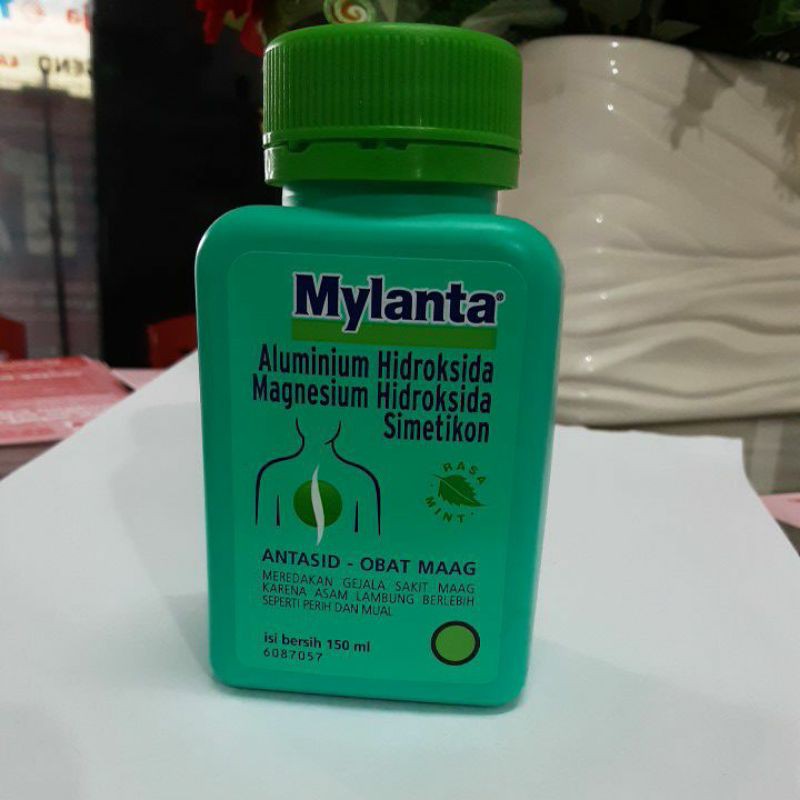 Mylanta®
Aluminium Hidroksida
Magnesium Hidroksida
Simetikon
RASA
MINT
ANTASID - OBAT MAAG
MEREDAKAN GEJALA SAKIT MAAG
KARENA ASAM LAMBUNG BERLEBIH
SEPERTI PERIH DAN MUAL
isi bersih 150 ml
6087057